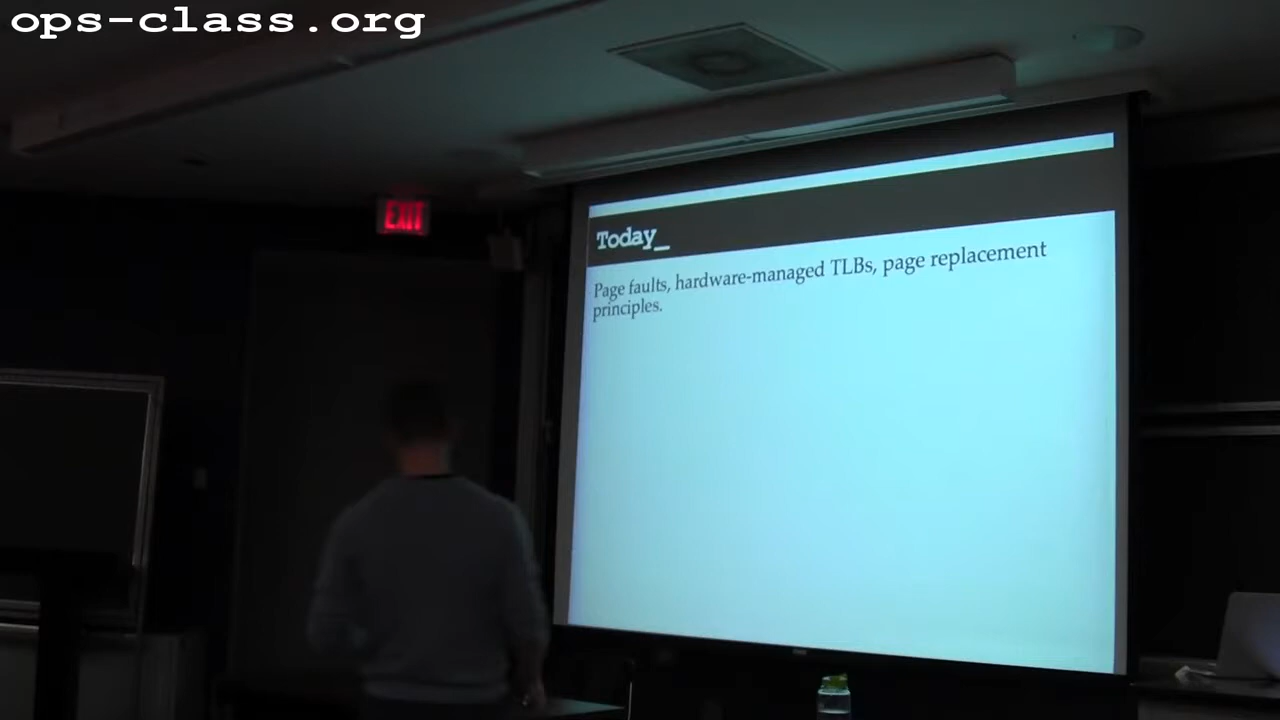 ops-class.org
EXIT
Today_
Page faults, hardware-managed TLBs, page replacement
principles.